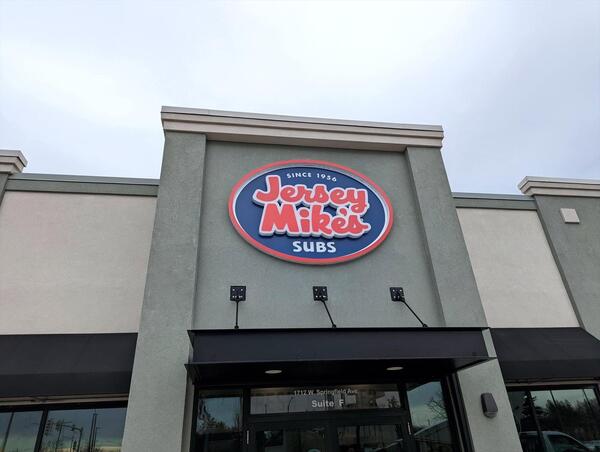 SINCE 1956
Jersey
Mike's
SUBS
1712 W. Springfield Ave.
Suite F